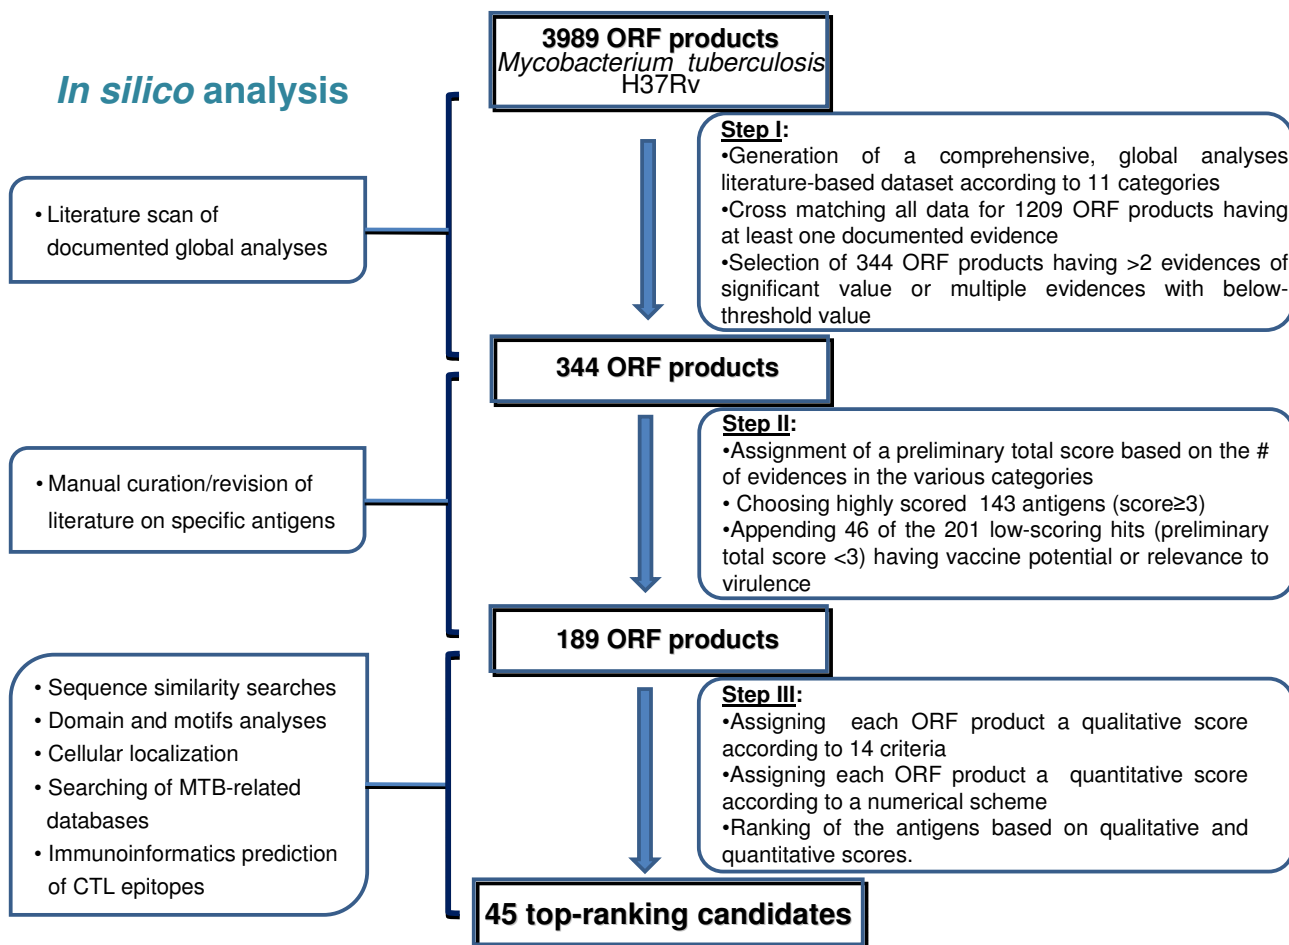 3989 ORF products
Mycobacterium tuberculosis
H37Rv
In silico analysis
• Literature scan of
documented global analyses
Step I:
•Generation of a comprehensive, global analyses
literature-based dataset according to 11 categories
•Cross matching all data for 1209 ORF products having
at least one documented evidence
•Selection of 344 ORF products having >2 evidences of
significant value or multiple evidences with below-
threshold value
344 ORF products
• Manual curation/revision of
literature on specific antigens
Step II:
•Assignment of a preliminary total score based on the #
of evidences in the various categories
• Choosing highly scored 143 antigens (score≥3)
•Appending 46 of the 201 low-scoring hits (preliminary
total score <3) having vaccine potential or relevance to
virulence
189 ORF products
• Sequence similarity searches
• Domain and motifs analyses
• Cellular localization
• Searching of MTB-related
databases
• Immunoinformatics prediction
of CTL epitopes
Step III:
•Assigning each ORF product a qualitative score
according to 14 criteria
•Assigning each ORF product a quantitative score
according to a numerical scheme
•Ranking of the antigens based on qualitative and
quantitative scores.
45 top-ranking candidates